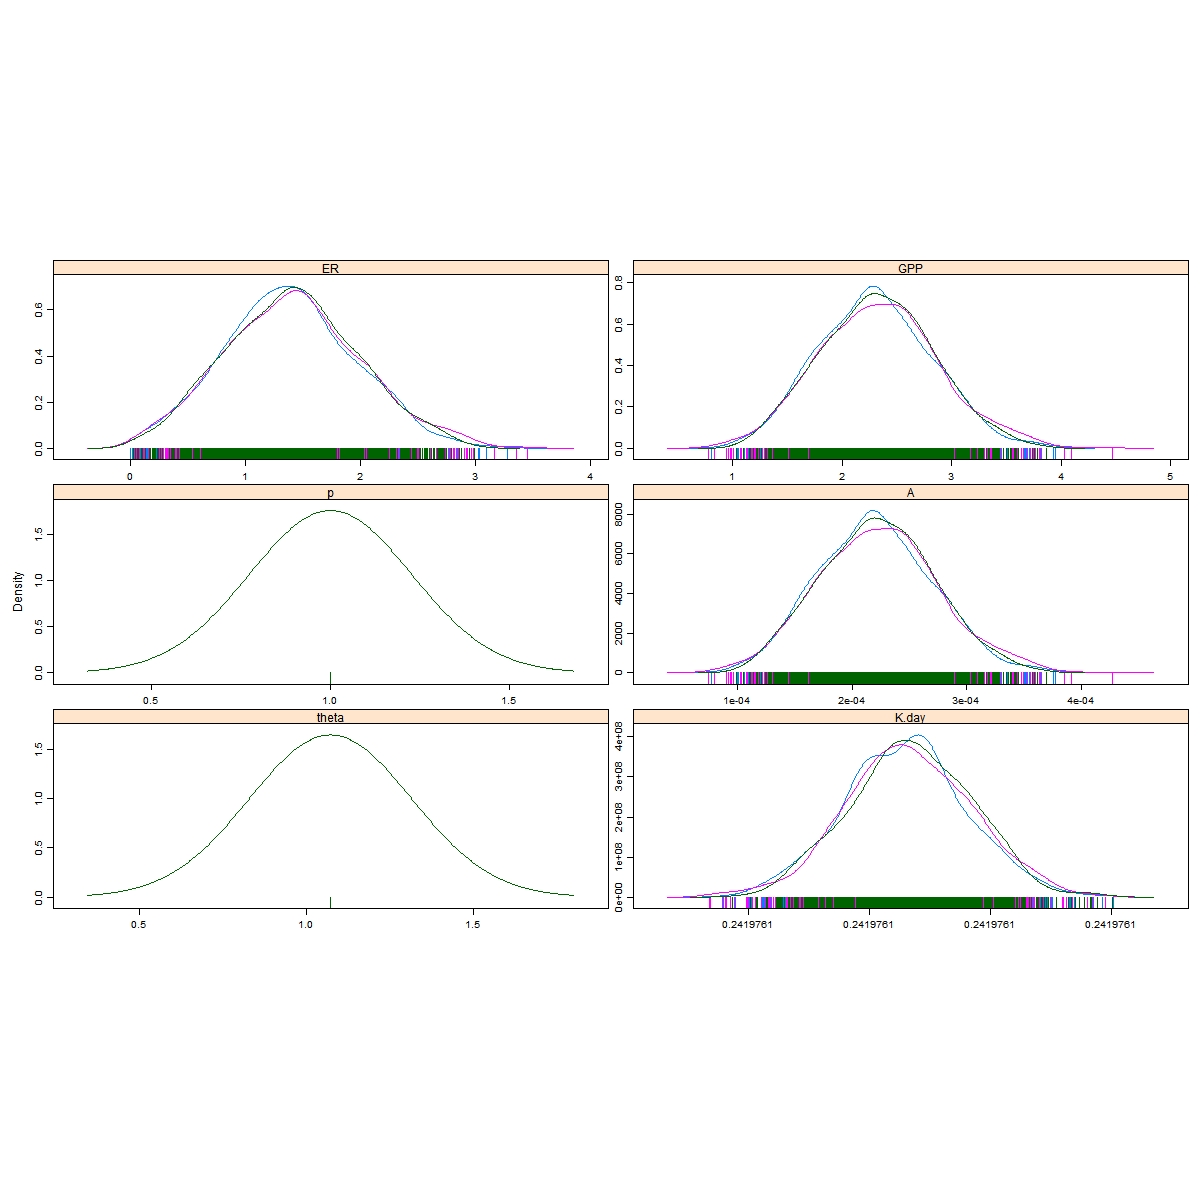 ER
0.0 0.2 0.4 0.6
0 1 2 3 4
GPP
0.0 0.2 0.4 0.6 0.8
1 2 3 4 5
Density
p
0.0 0.5 1.0 1.5
0.5 1.0 1.5
A
0 2000 4000 6000 8000
1e-04 2e-04 3e-04 4e-04
theta
0.0 0.5 1.0 1.5
0.5 1.0 1.5
K.day
0e+00 1e+08 2e+08 3e+08 4e+08
0.2419761 0.2419761 0.2419761 0.2419761